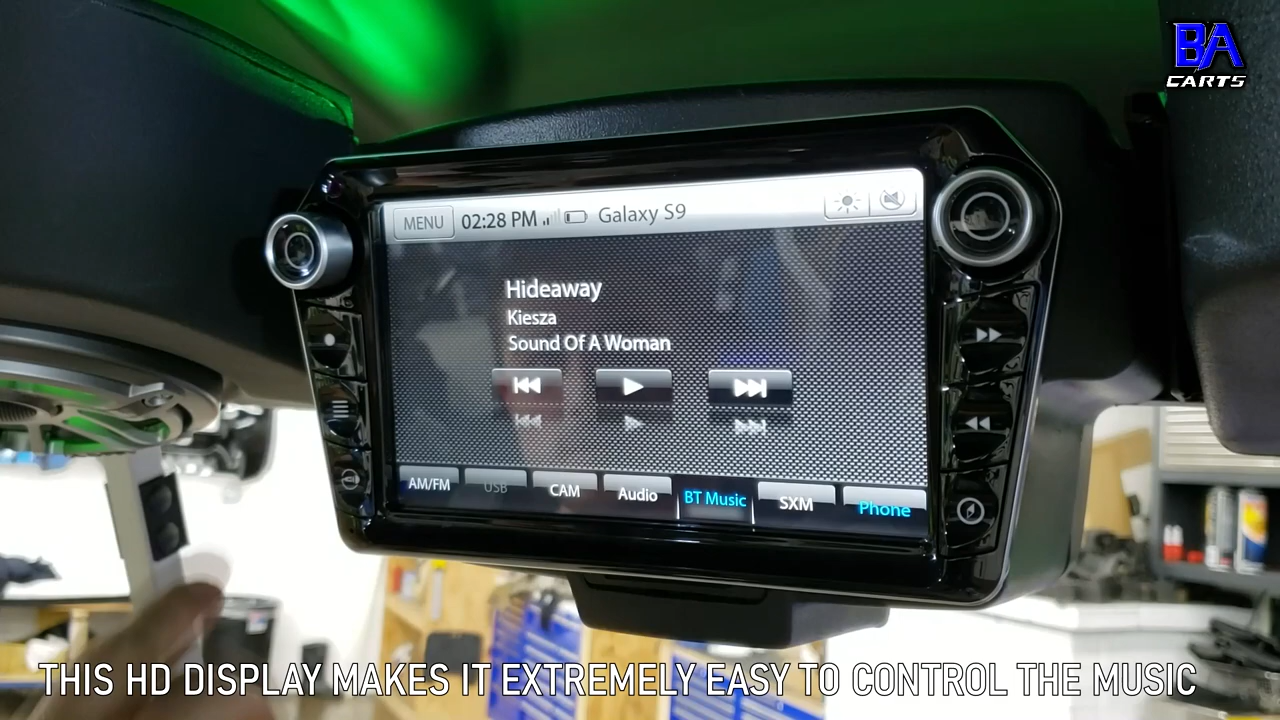 BA
CARTS
MENU 02:28 PM Galaxy S9
Hideaway
Kiesza
Sound Of A Woman
AM/FM USB CAM Audio BT Music SXM Phone
THIS HD DISPLAY MAKES IT EXTREMELY EASY TO CONTROL THE MUSIC